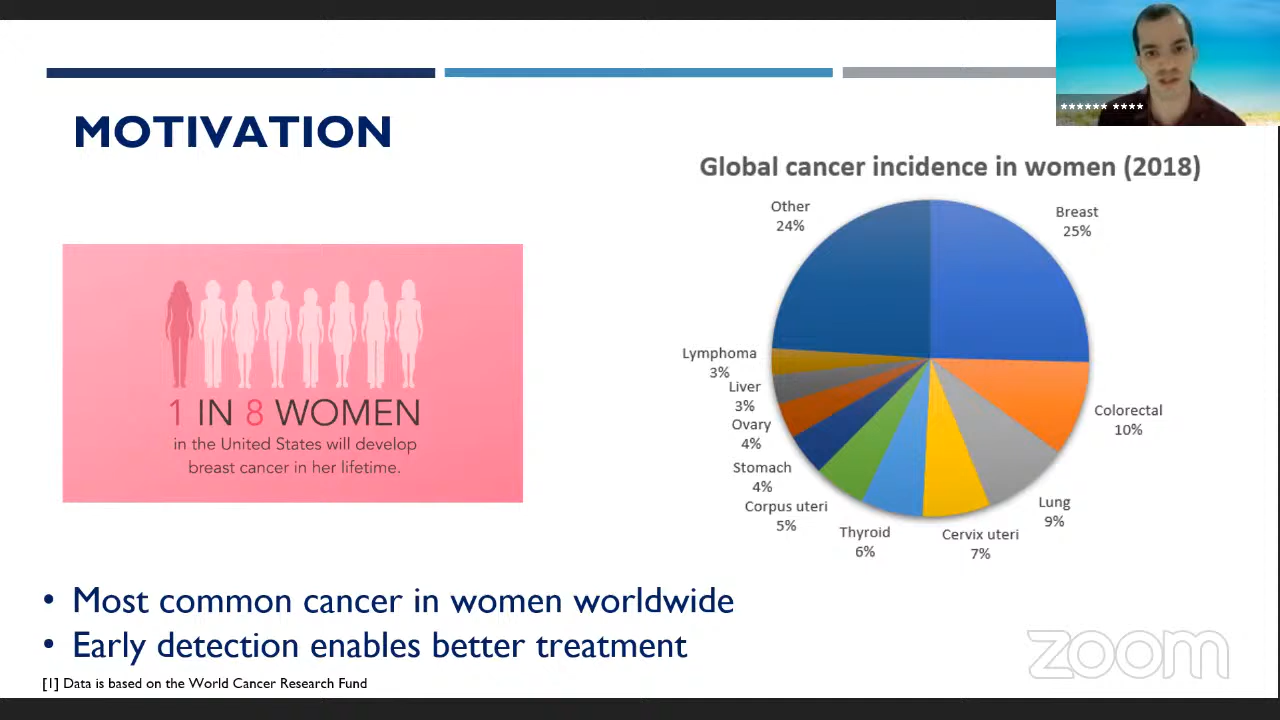 ****** ****
MOTIVATION
Global cancer incidence in women (2018)
Other
24%
Breast
25%
Lymphoma
3%
Liver
3%
Ovary
4%
Stomach
4%
Corpus uteri
5%
Thyroid
6%
Cervix uteri
7%
Lung
9%
Colorectal
10%
1 IN 8 WOMEN
in the United States will develop
breast cancer in her lifetime.
• Most common cancer in women worldwide
• Early detection enables better treatment
[1] Data is based on the World Cancer Research Fund
zoom